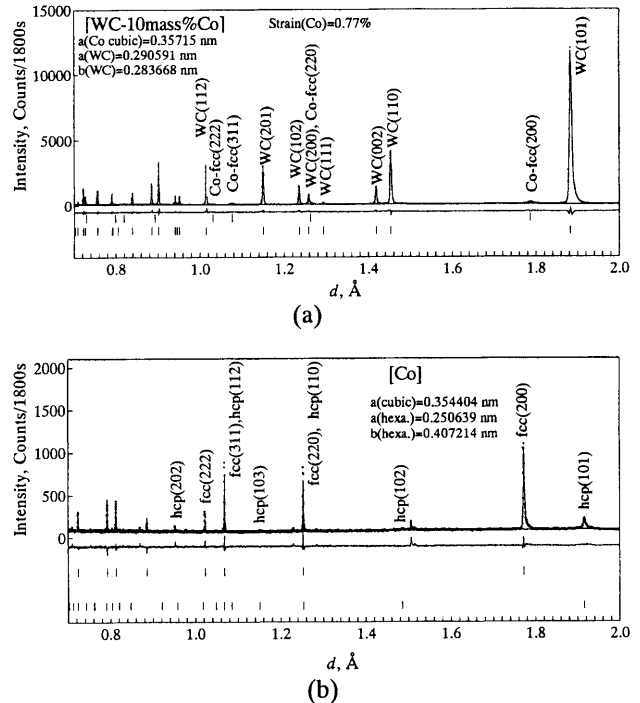 [WC-10mass%Co]
Strain(Co)=0.77%
a(Co cubic)=0.35715 nm
a(WC)=0.290591 nm
b(WC)=0.283668 nm
Intensity, Counts/1800s
15000
10000
5000
0
WC(112)
Co-fcc(222)
Co-fcc(311)
WC(201)
WC(102)
WC(200), Co-fcc(220)
WC(111)
WC(002)
WC(110)
Co-fcc(200)
WC(101)
0.8 1.0 1.2 1.4 1.6 1.8 2.0
d, Å
(a)
[Co]
a(cubic)=0.354404 nm
a(hexa.)=0.250639 nm
b(hexa.)=0.407214 nm
Intensity, Counts/1800s
2000
1500
1000
500
0
hcp(202)
fcc(222)
fcc(311),hcp(112)
hcp(103)
fcc(220), hcp(110)
hcp(102)
fcc(200)
hcp(101)
0.8 1.0 1.2 1.4 1.6 1.8 2.0
d, Å
(b)